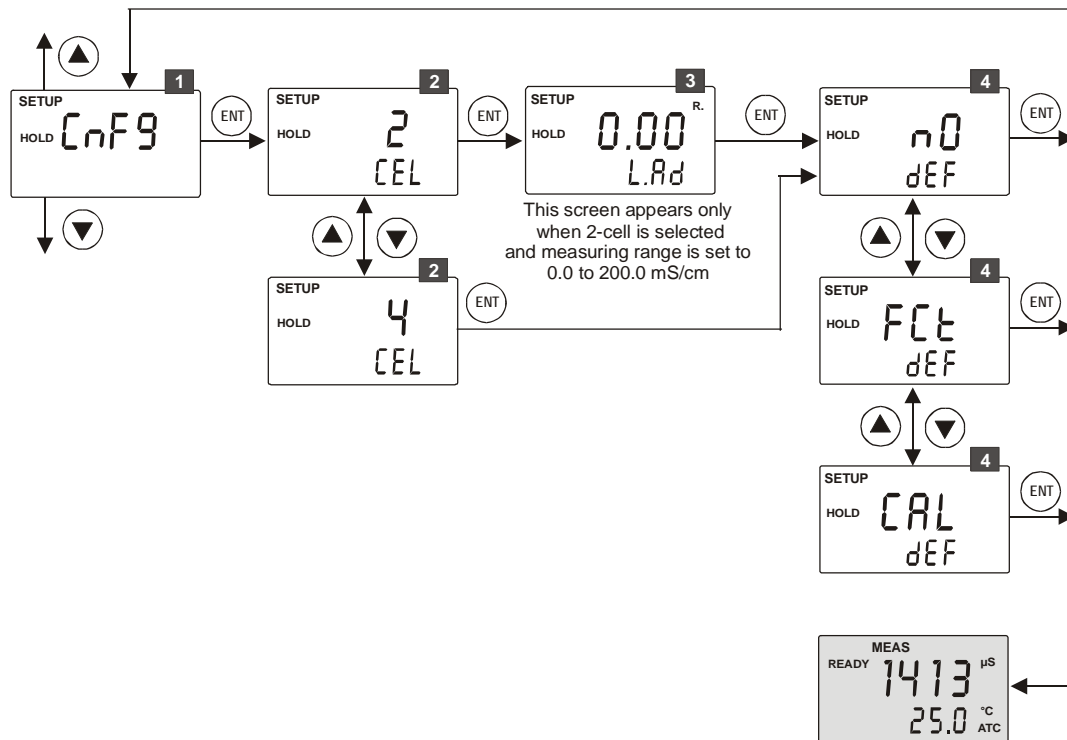 1
SETUP
HOLD CnFg
ENT
2
SETUP
HOLD 2
CEL
ENT
3
SETUP R.
HOLD 0.00
L.Ad
ENT
This screen appears only
when 2-cell is selected
and measuring range is set to
0.0 to 200.0 mS/cm
4
SETUP
HOLD n0
dEF
ENT
2
SETUP
HOLD 4
CEL
ENT
4
SETUP
HOLD FCt
dEF
ENT
4
SETUP
HOLD CAL
dEF
ENT
MEAS
READY 1413 µS
25.0 °C
ATC